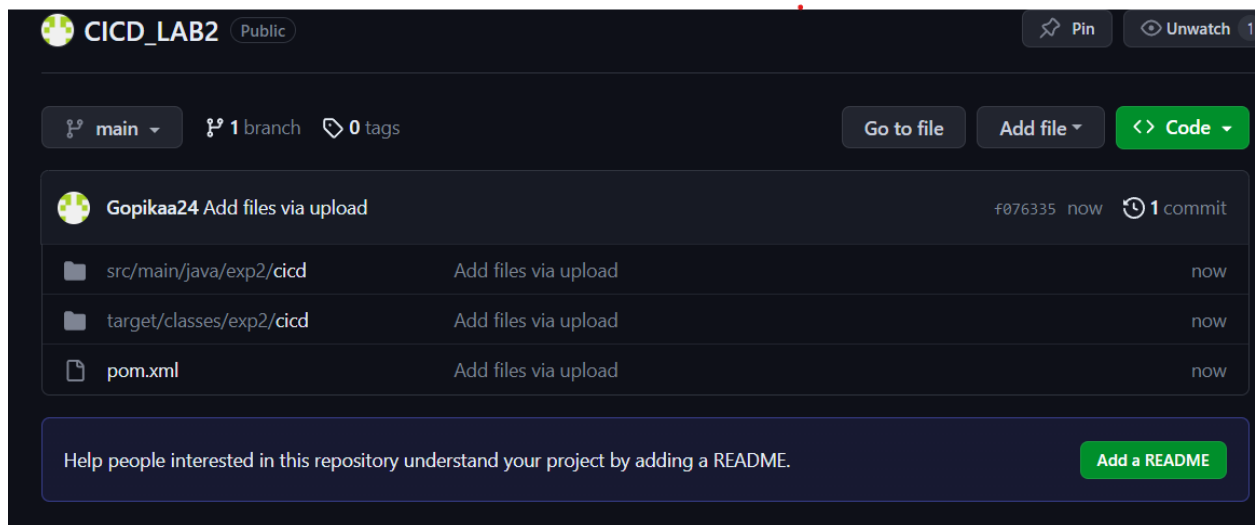 CICD_LAB2 Public Pin Unwatch 1
main 1 branch 0 tags Go to file Add file <> Code
Gopikaa24 Add files via upload f076335 now 1 commit
src/main/java/exp2/cicd Add files via upload now
target/classes/exp2/cicd Add files via upload now
pom.xml Add files via upload now
Help people interested in this repository understand your project by adding a README. Add a README